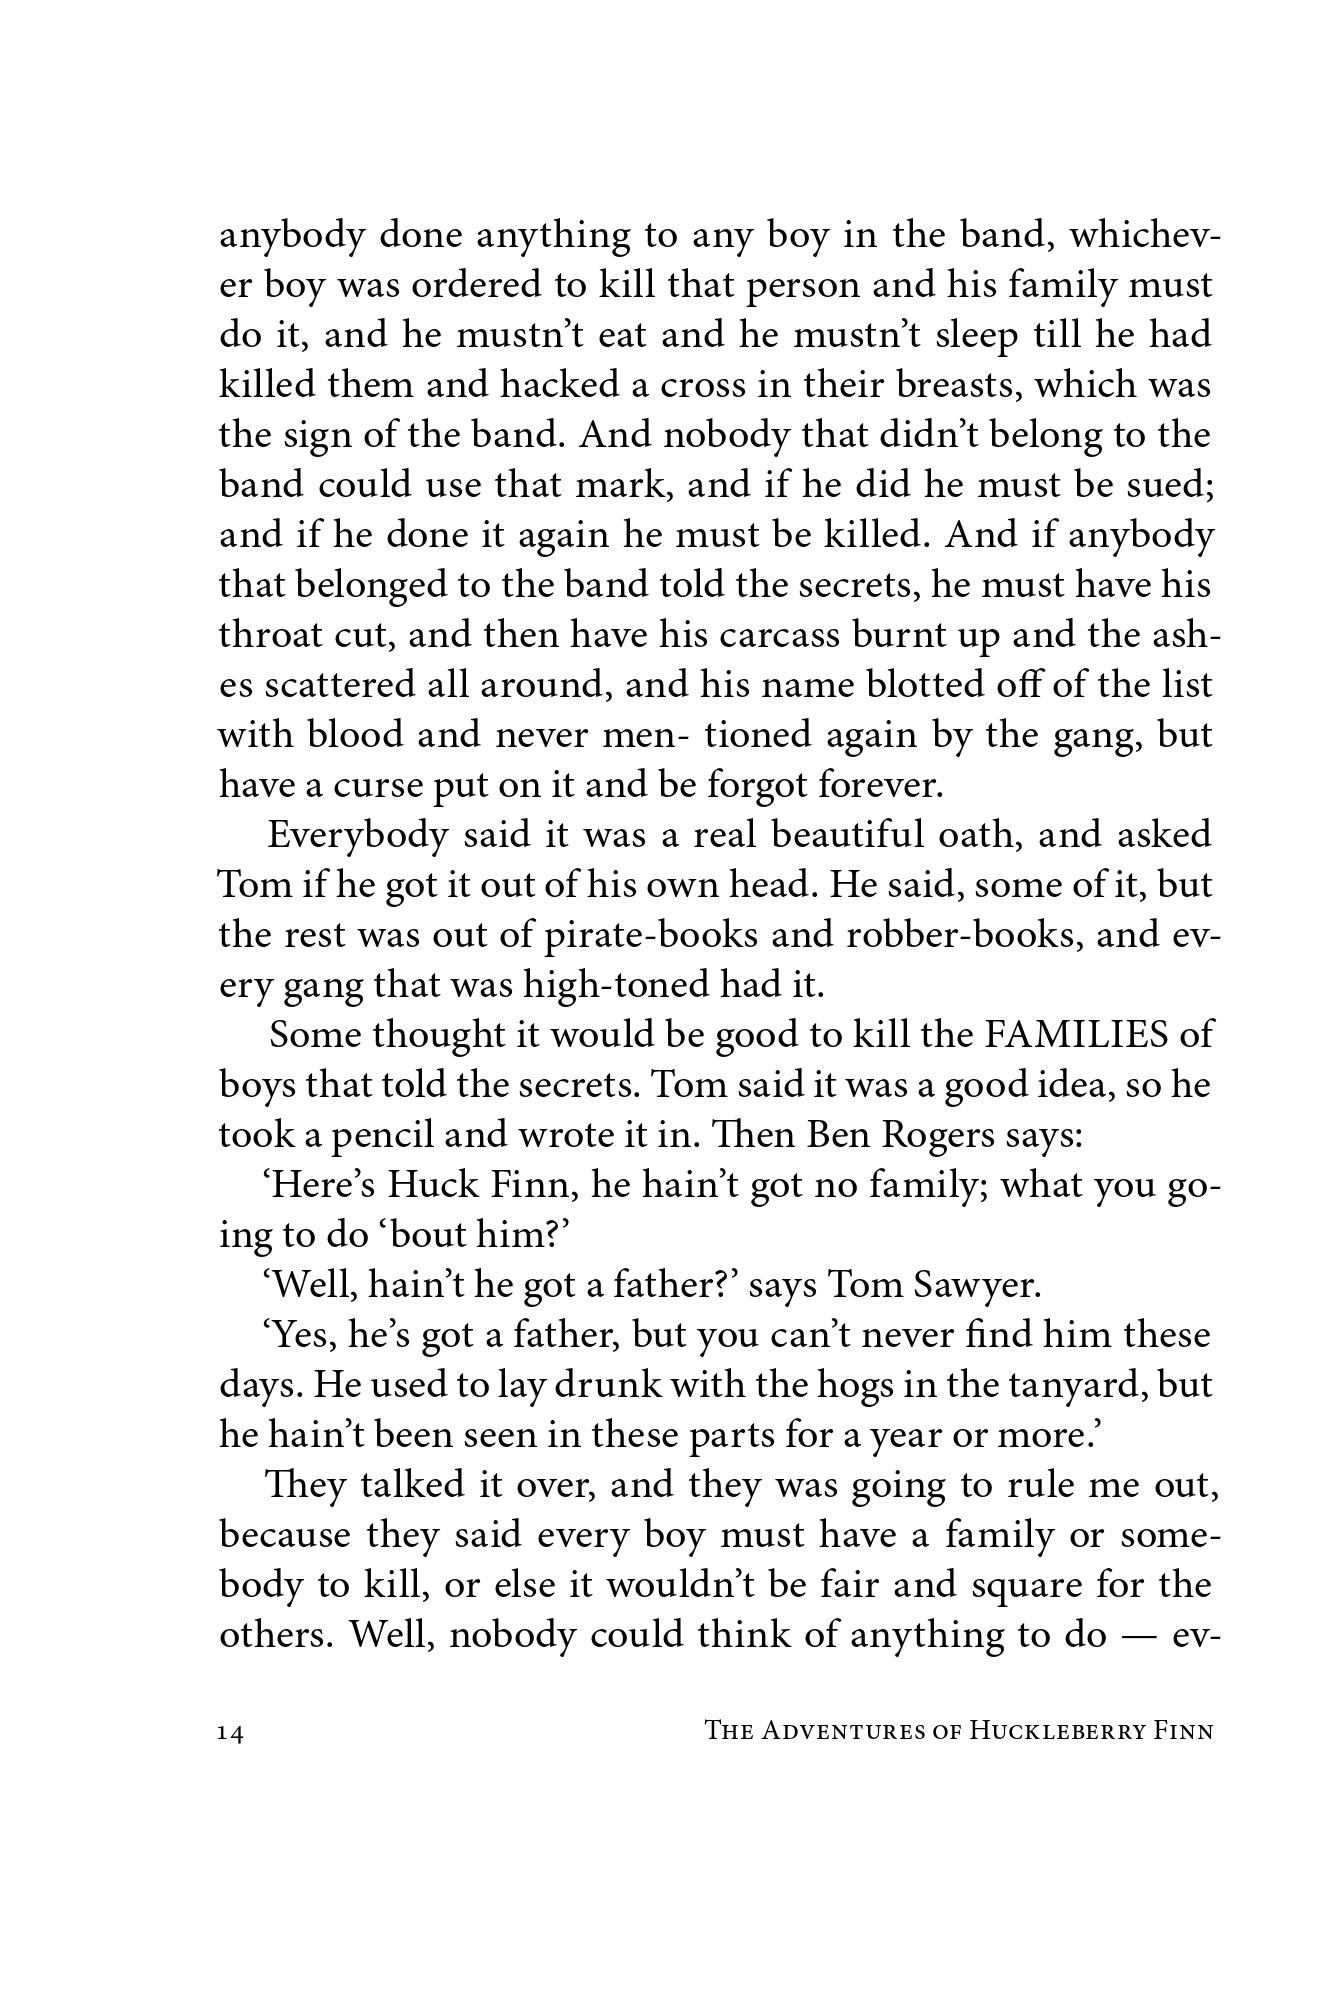 anybody done anything to any boy in the band, whichev-
er boy was ordered to kill that person and his family must
do it, and he mustn’t eat and he mustn’t sleep till he had
killed them and hacked a cross in their breasts, which was
the sign of the band. And nobody that didn’t belong to the
band could use that mark, and if he did he must be sued;
and if he done it again he must be killed. And if anybody
that belonged to the band told the secrets, he must have his
throat cut, and then have his carcass burnt up and the ash-
es scattered all around, and his name blotted off of the list
with blood and never men- tioned again by the gang, but
have a curse put on it and be forgot forever.
Everybody said it was a real beautiful oath, and asked
Tom if he got it out of his own head. He said, some of it, but
the rest was out of pirate-books and robber-books, and ev-
ery gang that was high-toned had it.
Some thought it would be good to kill the FAMILIES of
boys that told the secrets. Tom said it was a good idea, so he
took a pencil and wrote it in. Then Ben Rogers says:
‘Here’s Huck Finn, he hain’t got no family; what you go-
ing to do ‘bout him?’
‘Well, hain’t he got a father?’ says Tom Sawyer.
‘Yes, he’s got a father, but you can’t never find him these
days. He used to lay drunk with the hogs in the tanyard, but
he hain’t been seen in these parts for a year or more.’
They talked it over, and they was going to rule me out,
because they said every boy must have a family or some-
body to kill, or else it wouldn’t be fair and square for the
others. Well, nobody could think of anything to do — ev-
14 The Adventures of Huckleberry Finn